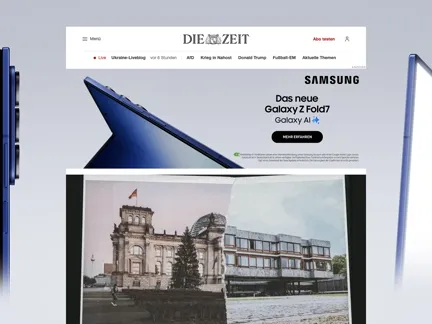 Menü
DIE ZEIT
Abo testen
Live Ukraine-Liveblog vor 6 Stunden AfD Krieg in Nahost Donald Trump Fußball-EM Aktuelle Themen
SAMSUNG
Das neue
Galaxy Z Fold7
Galaxy AI
MEHR ERFAHREN